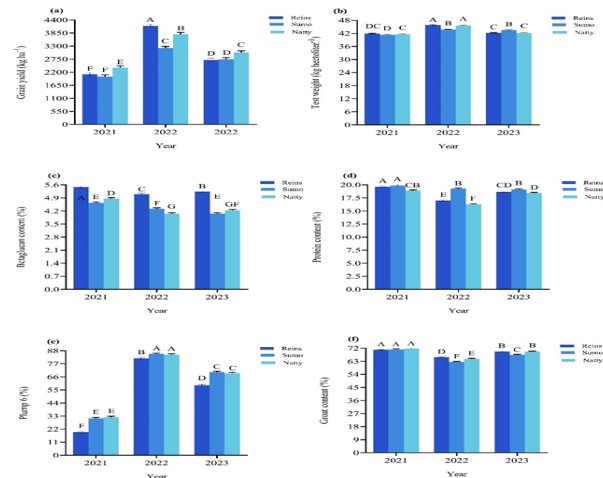 (a)
Grain yield (kg ha⁻¹)
4400
3850
3300
2750
2200
1650
1100
550
0
F F E
A C B
D D C
2021 2022 2022
Year
Reins
Sumo
Natty
(b)
Test weight (kg hectoliter⁻¹)
48
42
36
30
24
18
12
6
0
DC D C
A C A
C B C
2021 2022 2023
Year
Reins
Sumo
Natty
(c)
Betaglucan content (%)
5.6
4.9
4.2
3.5
2.8
2.1
1.4
0.7
0.0
A E D
C F G
B E GF
2021 2022 2023
Year
Reins
Sumo
Natty
(d)
Protein content (%)
20.0
17.5
15.0
12.5
10.0
7.5
5.0
2.5
0.0
A A CB
E B F
CD B D
2021 2022 2023
Year
Reins
Sumo
Natty
(e)
Plump 6 (%)
88
77
66
55
44
33
22
11
0
F E E
B A A
D C C
2021 2022 2023
Year
Reins
Sumo
Natty
(f)
Groat content (%)
72
63
54
45
36
27
18
9
0
A A A
D F E
B C B
2021 2022 2023
Year
Reins
Sumo
Natty